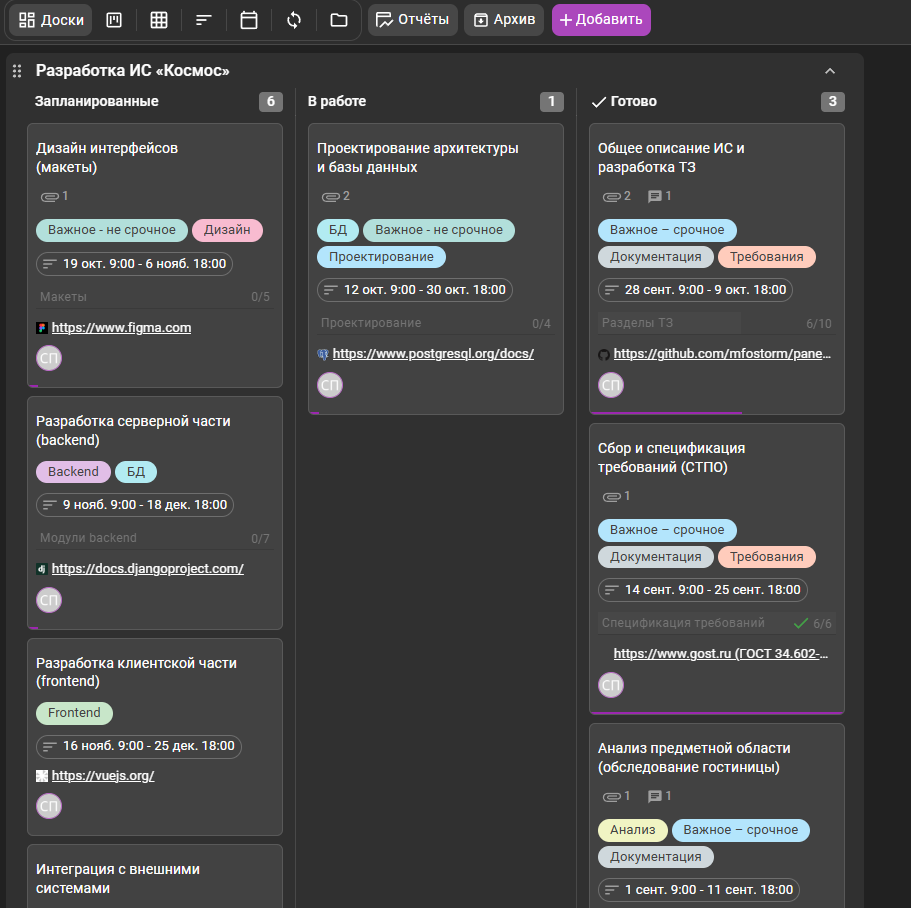 Доски
Отчёты
Архив
Добавить
Разработка ИС «Космос»
Запланированные
6
Дизайн интерфейсов
(макеты)
1
Важное - не срочное
Дизайн
19 окт. 9:00 - 6 нояб. 18:00
Макеты
0/5
https://www.figma.com
СП
Разработка серверной части
(backend)
Backend
БД
9 нояб. 9:00 - 18 дек. 18:00
Модули backend
0/7
https://docs.djangoproject.com/
СП
Разработка клиентской части
(frontend)
Frontend
16 нояб. 9:00 - 25 дек. 18:00
https://vuejs.org/
СП
Интеграция с внешними
системами
В работе
1
Проектирование архитектуры
и базы данных
2
БД
Важное - не срочное
Проектирование
12 окт. 9:00 - 30 окт. 18:00
Проектирование
0/4
https://www.postgresql.org/docs/
СП
Готово
3
Общее описание ИС и
разработка ТЗ
2
1
Важное – срочное
Документация
Требования
28 сент. 9:00 - 9 окт. 18:00
Разделы ТЗ
6/10
https://github.com/mfostorm/pane...
СП
Сбор и спецификация
требований (СТПО)
1
Важное – срочное
Документация
Требования
14 сент. 9:00 - 25 сент. 18:00
Спецификация требований
6/6
https://www.gost.ru (ГОСТ 34.602-...
СП
Анализ предметной области
(обследование гостиницы)
1
1
Анализ
Важное – срочное
Документация
1 сент. 9:00 - 11 сент. 18:00